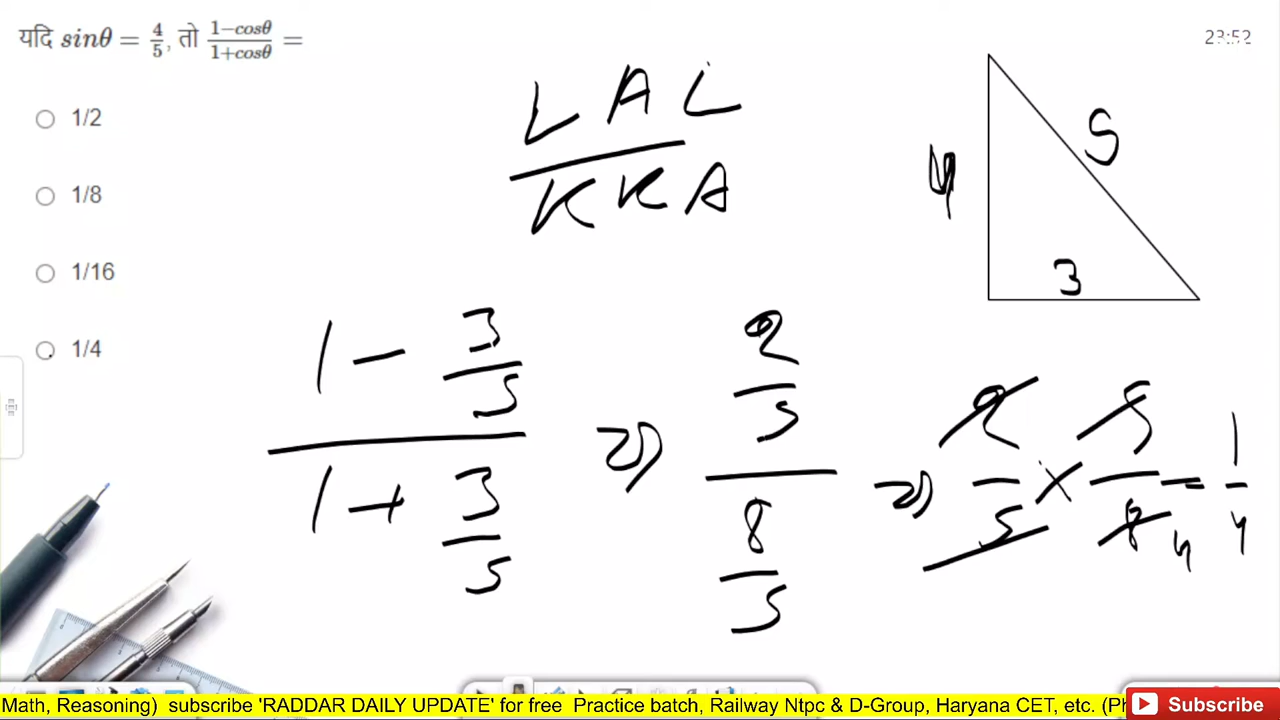 यदि sinθ = 4/5, तो 1−cosθ/1+cosθ =
23:52
1/2
1/8
1/16
1/4
L A L
K K A
4
5
3
1 - 3/5
1 + 3/5
⇒ 2/5
8/5
⇒ 2/5 × 5/8 4 = 1/4
Math, Reasoning) subscribe 'RADDAR DAILY UPDATE' for free Practice batch, Railway Ntpc & D-Group, Haryana CET, etc. (Ph
Subscribe